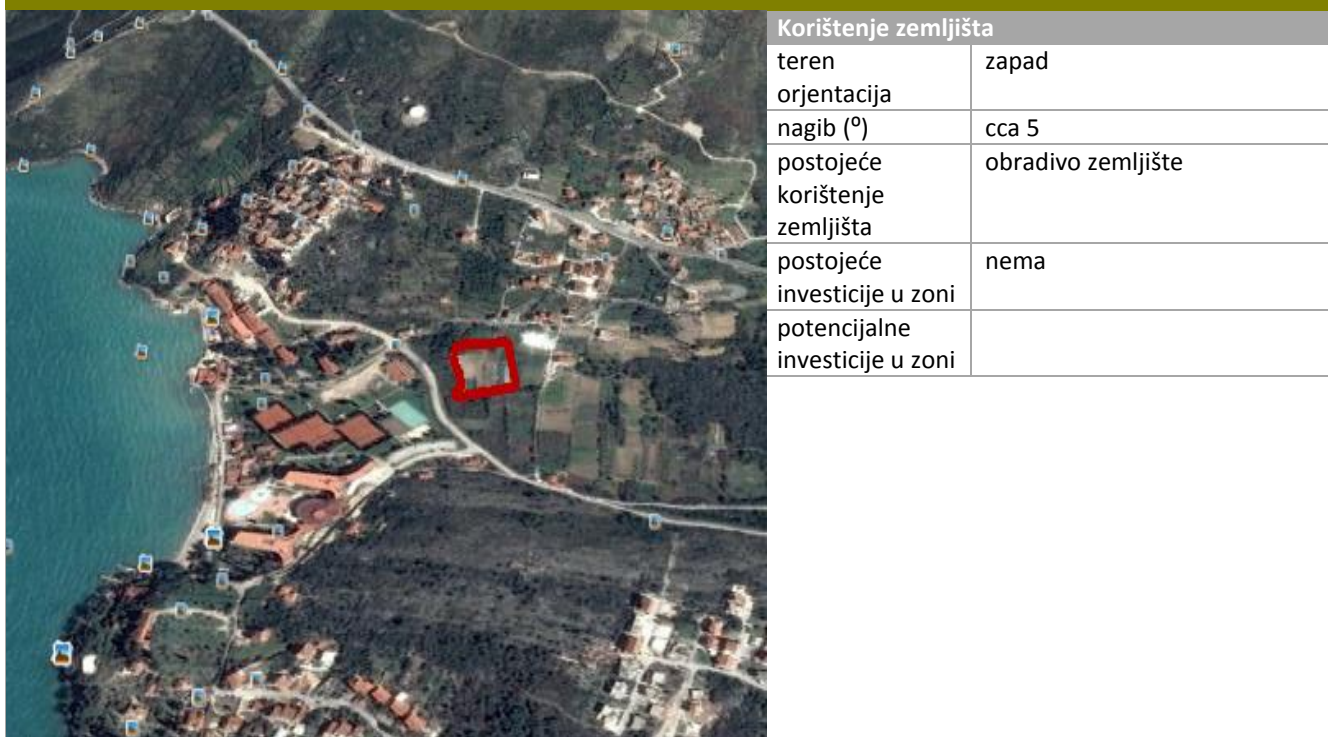 Korištenje zemljišta
teren
orjentacija
zapad
nagib (⁰)
cca 5
postojeće
korištenje
zemljišta
obradivo zemljište
postojeće
investicije u zoni
nema
potencijalne
investicije u zoni